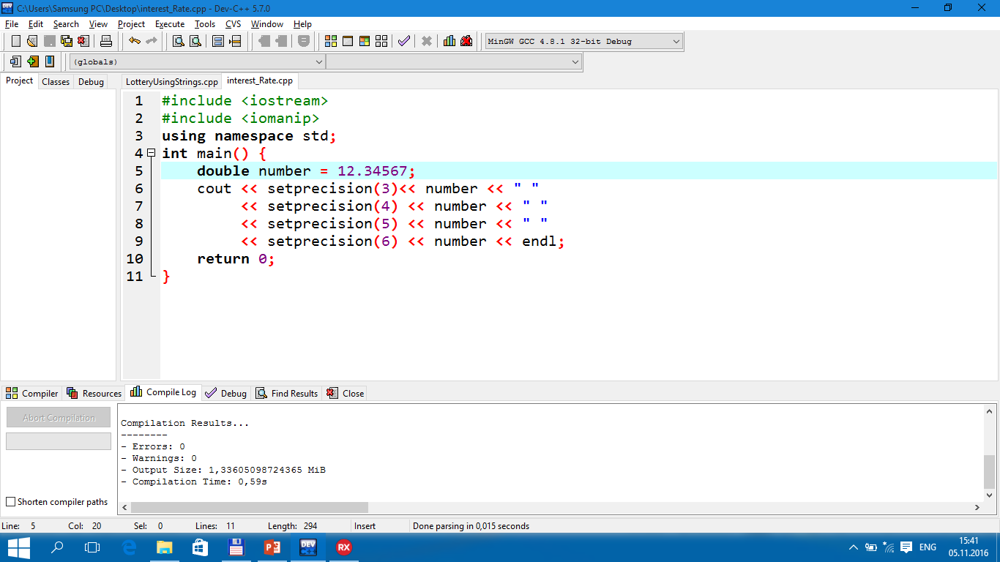 C:\Users\Samsung PC\Desktop\interest_Rate.cpp - Dev-C++ 5.7.0
File Edit Search View Project Execute Tools CVS Window Help
MinGW GCC 4.8.1 32-bit Debug
(globals)
Project Classes Debug LotteryUsingStrings.cpp interest_Rate.cpp
1 #include <iostream>
2 #include <iomanip>
3 using namespace std;
4 int main() {
5     double number = 12.34567;
6     cout << setprecision(3)<< number << " "
7          << setprecision(4) << number << " "
8          << setprecision(5) << number << " "
9          << setprecision(6) << number << endl;
10     return 0;
11 }
Compiler Resources Compile Log Debug Find Results Close
Abort Compilation
Compilation Results...
--------
- Errors: 0
- Warnings: 0
- Output Size: 1,33605098724365 MiB
- Compilation Time: 0,59s
Shorten compiler paths
Line: 5 Col: 20 Sel: 0 Lines: 11 Length: 294 Insert Done parsing in 0,015 seconds
DEV C++ RX ENG 15:41
05.11.2016